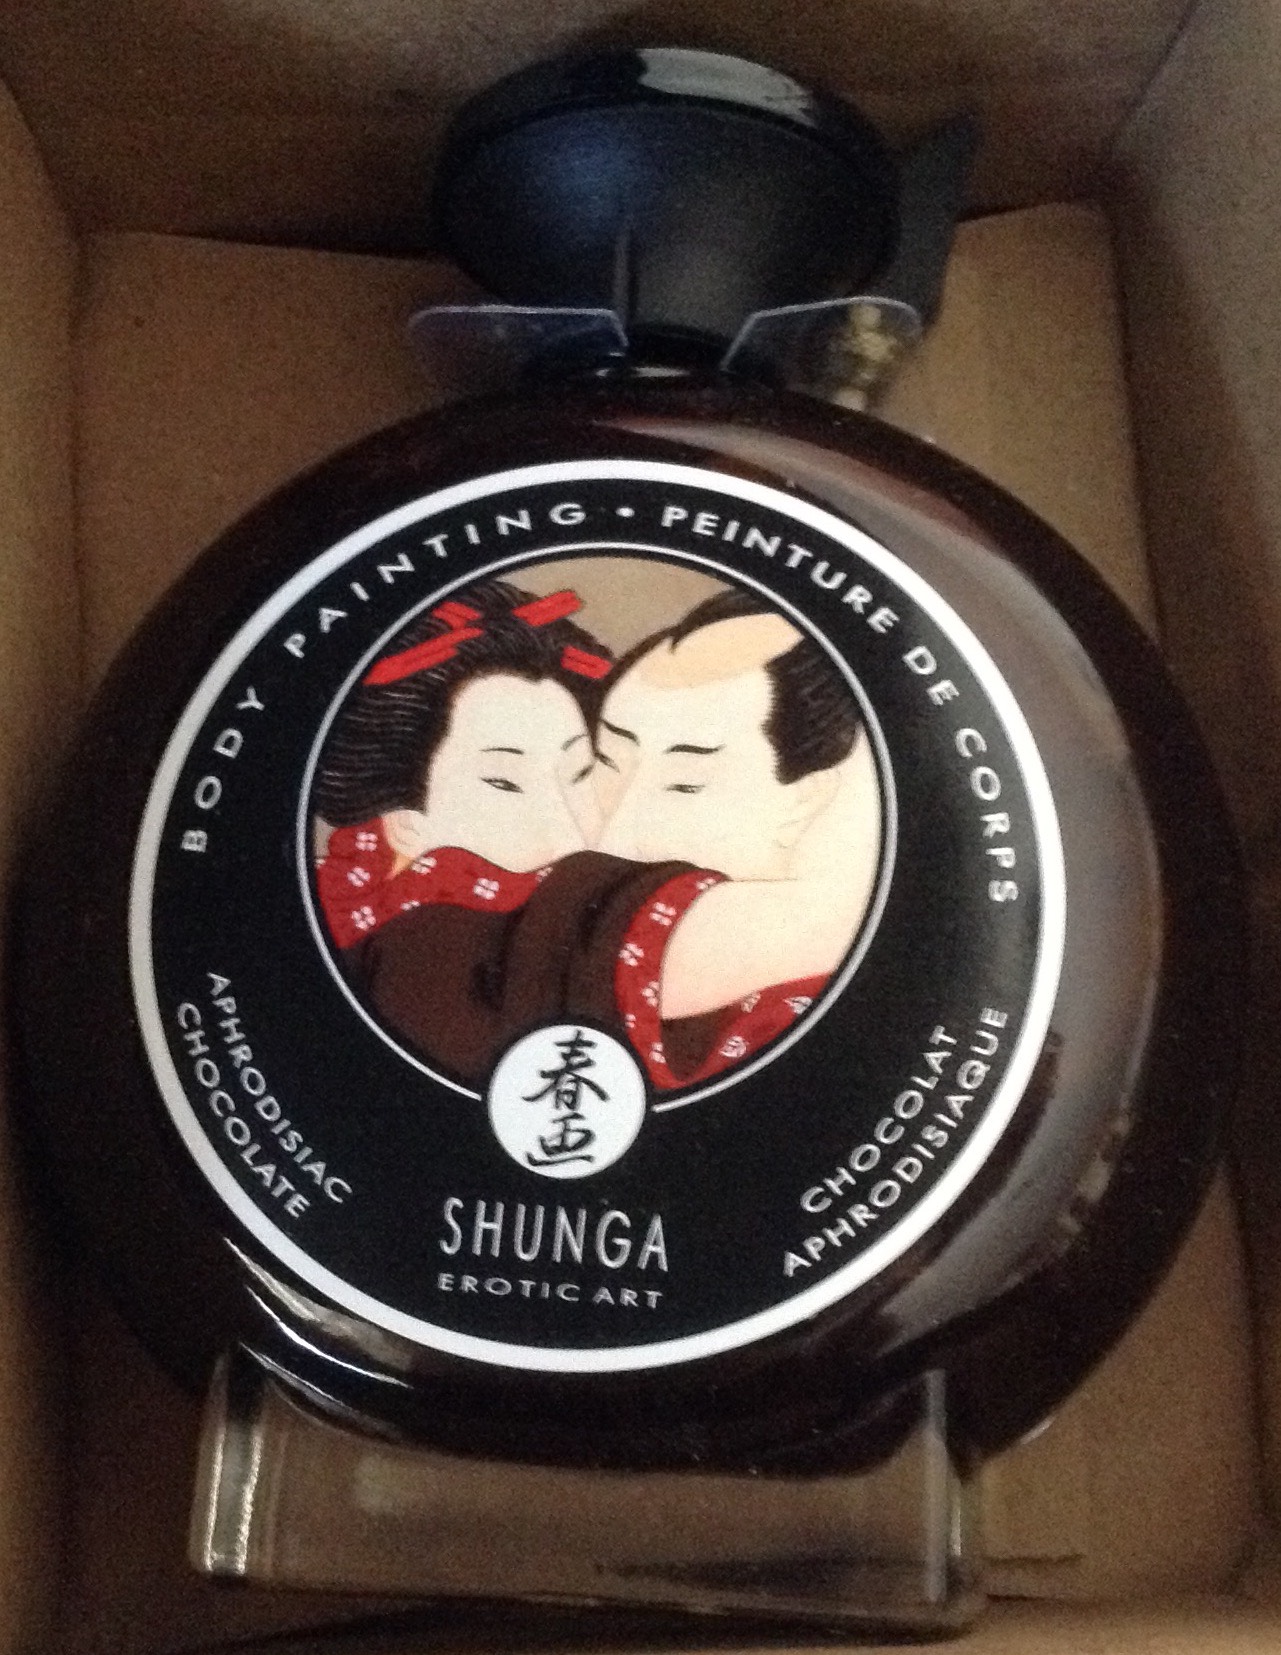 BODY PAINTING • PEINTURE DE CORPS
APHRODISIAC
CHOCOLATE
CHOCOLAT
APHRODISIAQUE
春画
SHUNGA
EROTIC ART